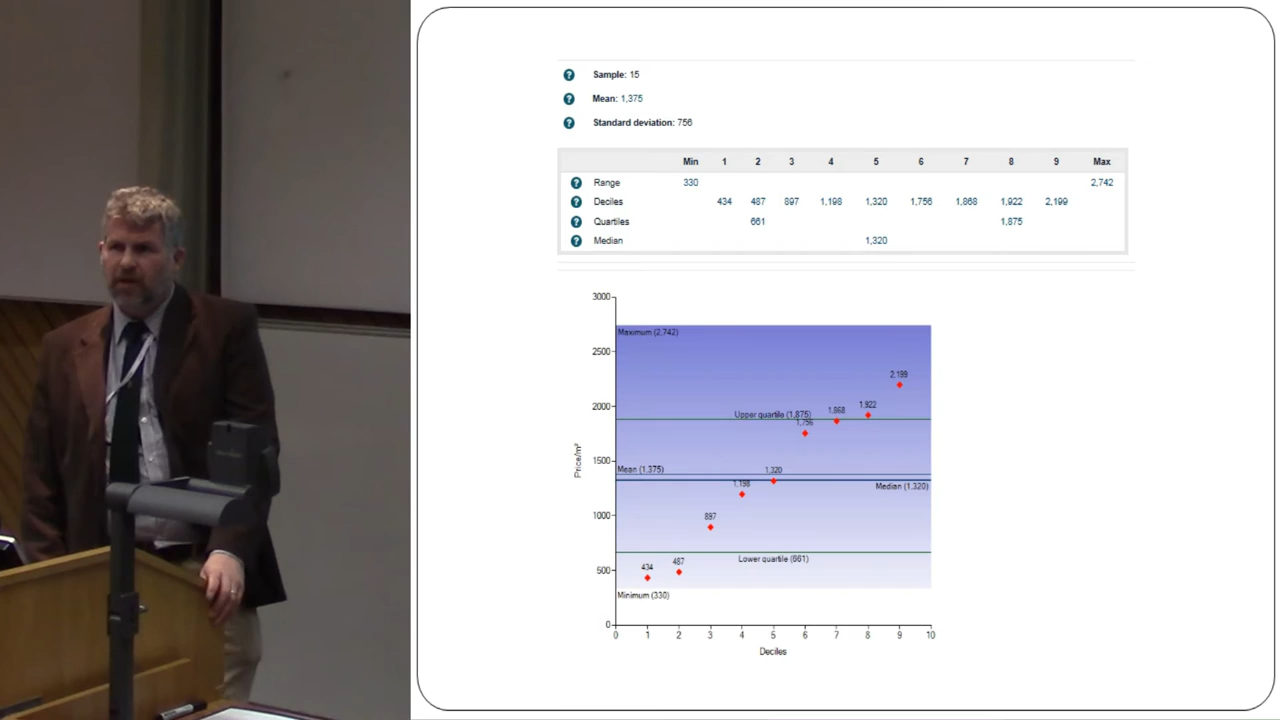 ? Sample: 15
? Mean: 1,375
? Standard deviation: 756
Min 1 2 3 4 5 6 7 8 9 Max
? Range 330 2,742
? Deciles 434 487 897 1,198 1,320 1,756 1,868 1,922 2,199
? Quartiles 661 1,875
? Median 1,320
3000
Maximum (2,742)
2500
2,199
2000
1,922
1,868
Upper quartile (1,875)
1,756
1500
Mean (1,375)
1,320
1,198
Median (1,320)
Price/m²
1000
897
Lower quartile (661)
500
434
487
Minimum (330)
0
0 1 2 3 4 5 6 7 8 9 10
Deciles